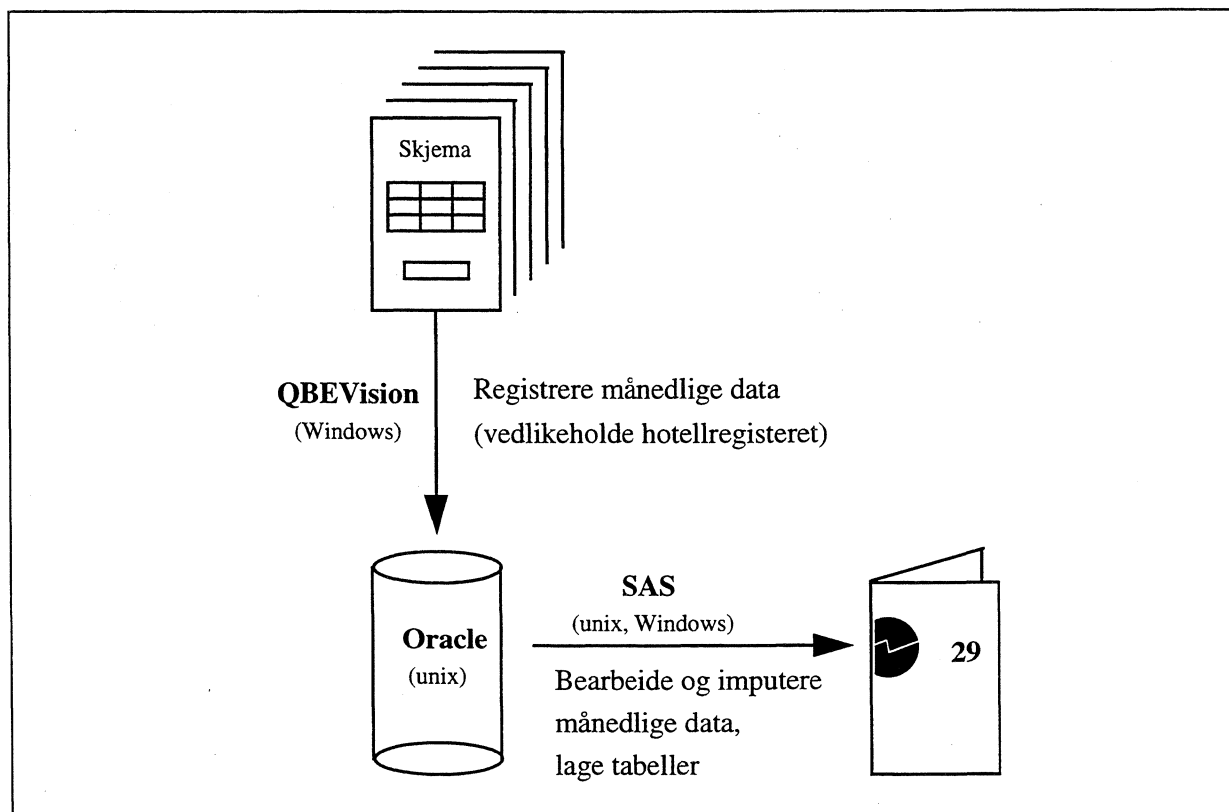 Skjema
QBEVision
(Windows)
Registrere månedlige data
(vedlikeholde hotellregisteret)
Oracle
(unix)
SAS
(unix, Windows)
Bearbeide og imputere
månedlige data,
lage tabeller
29